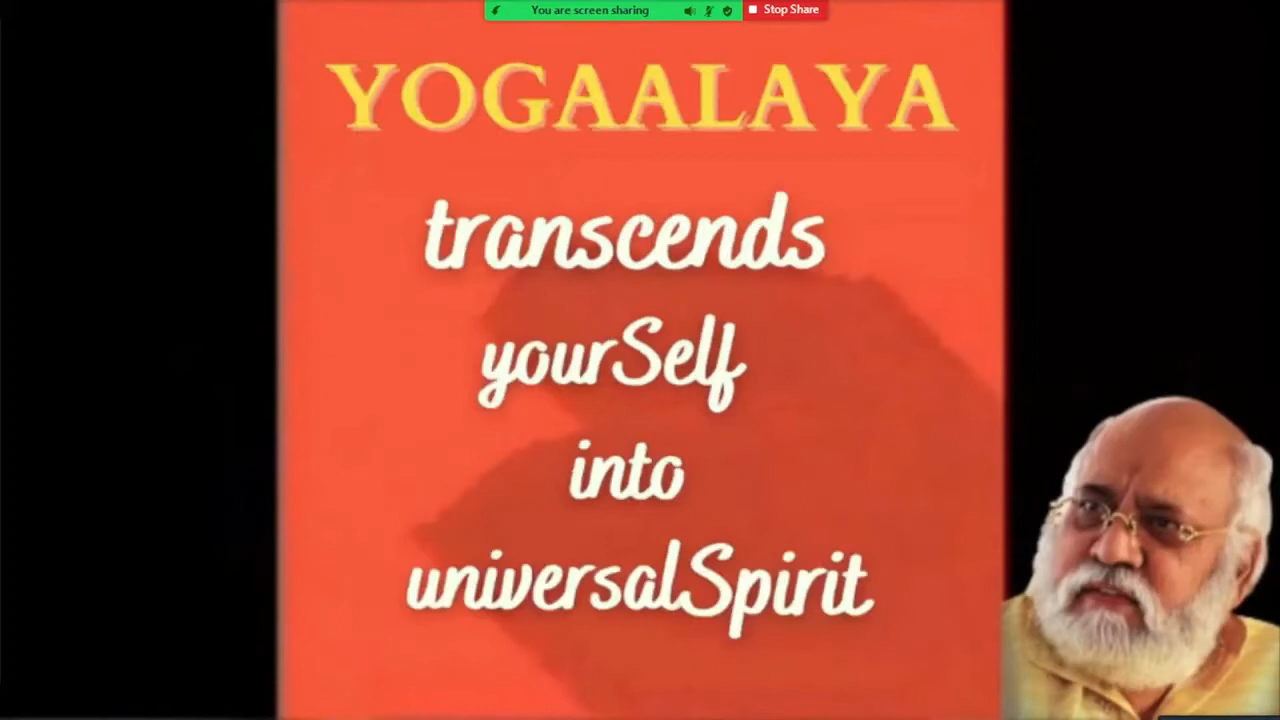 You are screen sharing Stop Share
YOGAALAYA
transcends
yourSelf
into
universalSpirit